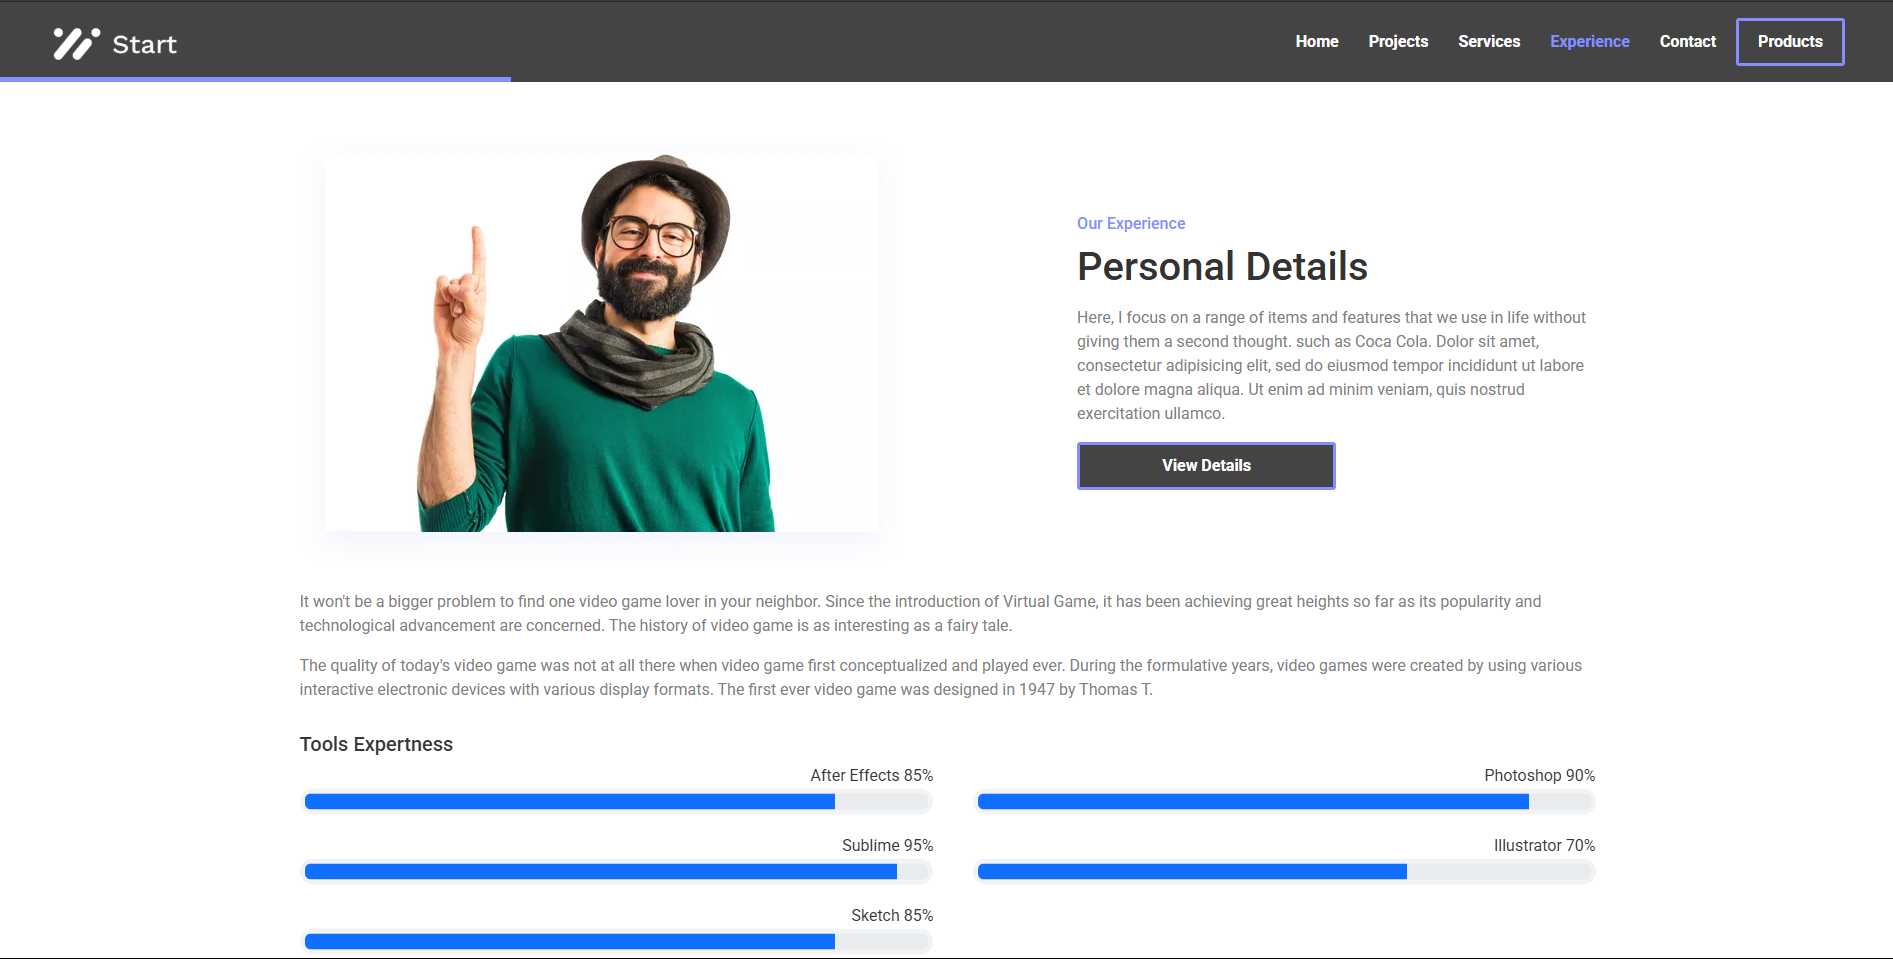 Start
Home Projects Services Experience Contact Products
Our Experience
Personal Details
Here, I focus on a range of items and features that we use in life without
giving them a second thought. such as Coca Cola. Dolor sit amet,
consectetur adipisicing elit, sed do eiusmod tempor incididunt ut labore
et dolore magna aliqua. Ut enim ad minim veniam, quis nostrud
exercitation ullamco.
View Details
It won't be a bigger problem to find one video game lover in your neighbor. Since the introduction of Virtual Game, it has been achieving great heights so far as its popularity and
technological advancement are concerned. The history of video game is as interesting as a fairy tale.
The quality of today's video game was not at all there when video game first conceptualized and played ever. During the formulative years, video games were created by using various
interactive electronic devices with various display formats. The first ever video game was designed in 1947 by Thomas T.
Tools Expertness
After Effects 85%
Photoshop 90%
Sublime 95%
Illustrator 70%
Sketch 85%